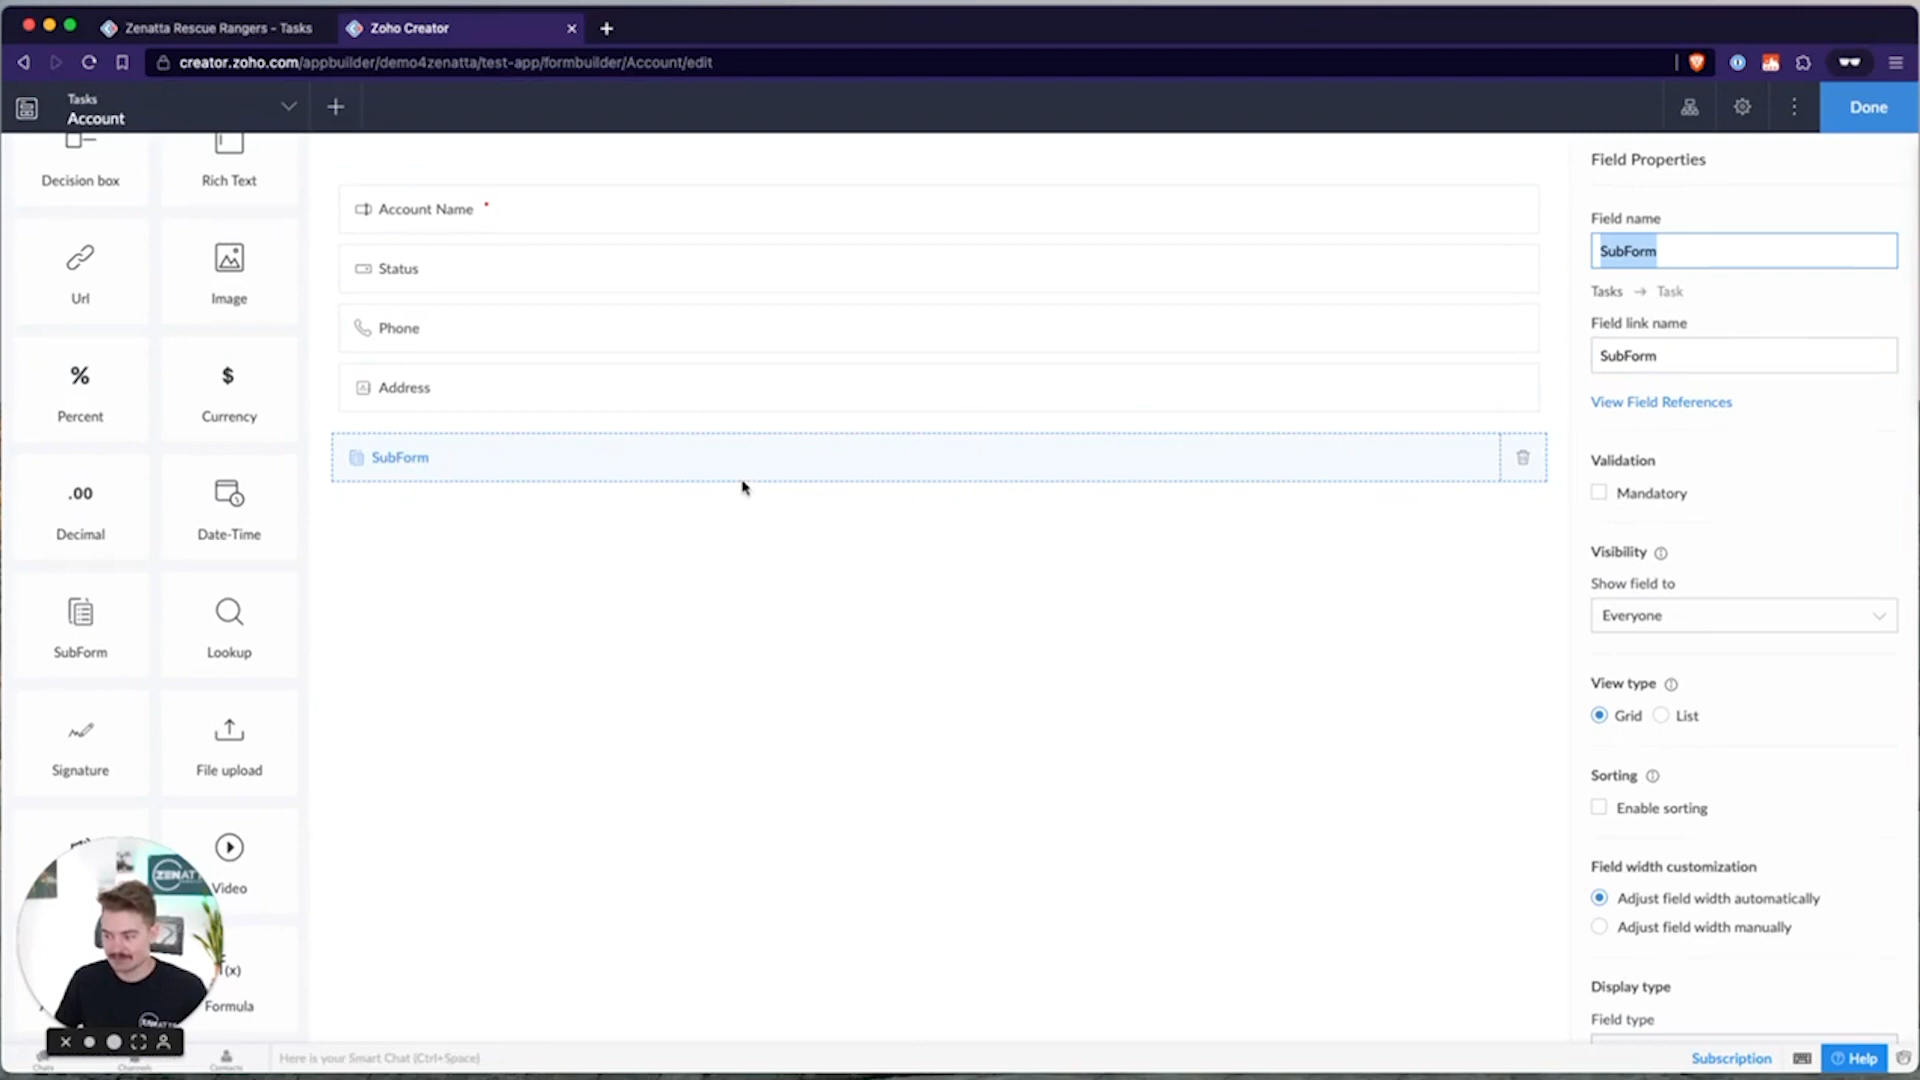 Zenatta Rescue Rangers - Tasks
Zoho Creator
creator.zoho.com/appbuilder/demo4zenatta/test-app/formbuilder/Account/edit
Tasks
Account
Done
Decision box
Rich Text
Url
Image
Percent
Currency
.00
Decimal
Date-Time
SubForm
Lookup
Signature
File upload
Video
Formula
Account Name *
Status
Phone
Address
SubForm
Field Properties
Field name
SubForm
Tasks → Task
Field link name
SubForm
View Field References
Validation
Mandatory
Visibility
Show field to
Everyone
View type
Grid
List
Sorting
Enable sorting
Field width customization
Adjust field width automatically
Adjust field width manually
Display type
Field type
Chats
Channels
Contacts
Here is your Smart Chat (Ctrl+Space)
Subscription
Help